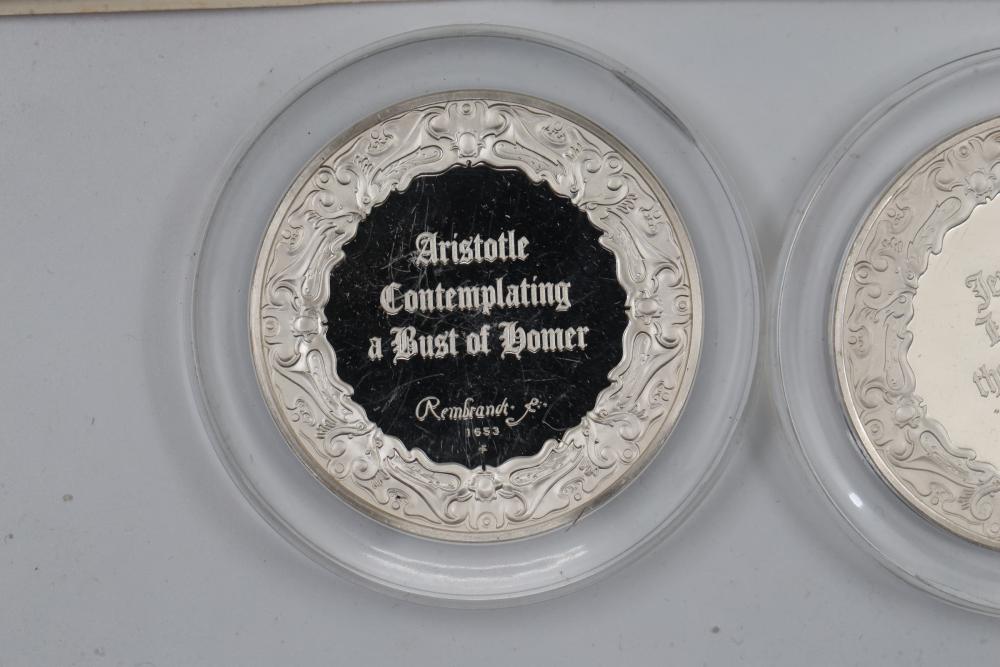 Aristotle
Contemplating
a Bust of Homer
Rembrandt. f.
1653